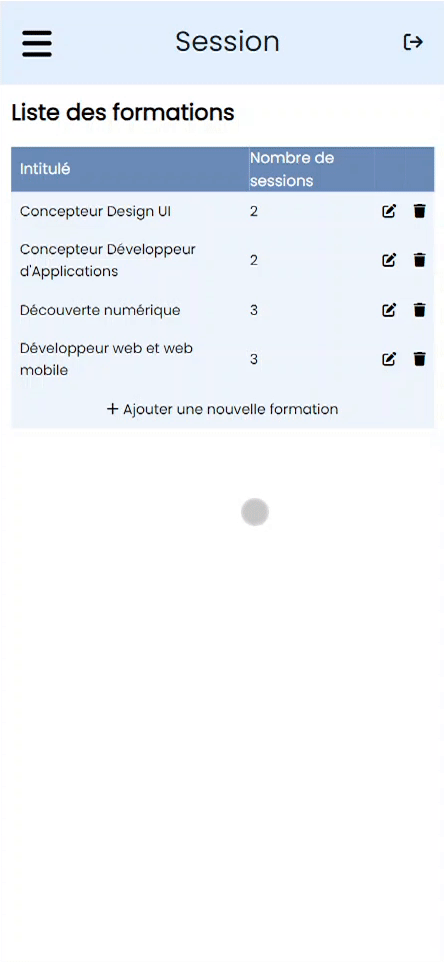 Session
Liste des formations
Intitulé
Nombre de
sessions
Concepteur Design UI
2
Concepteur Développeur
d'Applications
2
Découverte numérique
3
Développeur web et web
mobile
3
+ Ajouter une nouvelle formation